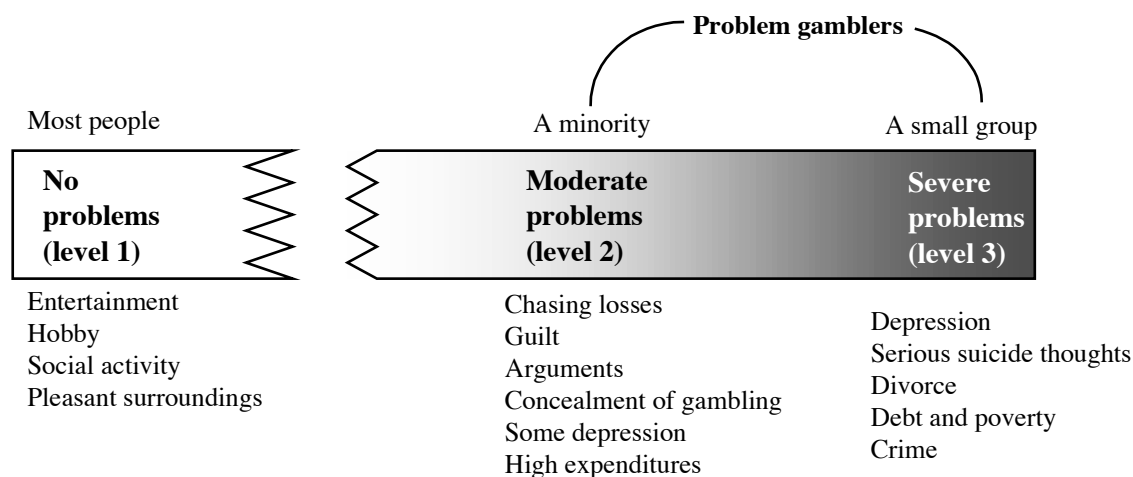 Problem gamblers
Most people
A minority
A small group
No
problems
(level 1)
Moderate
problems
(level 2)
Severe
problems
(level 3)
Entertainment
Hobby
Social activity
Pleasant surroundings
Chasing losses
Guilt
Arguments
Concealment of gambling
Some depression
High expenditures
Depression
Serious suicide thoughts
Divorce
Debt and poverty
Crime